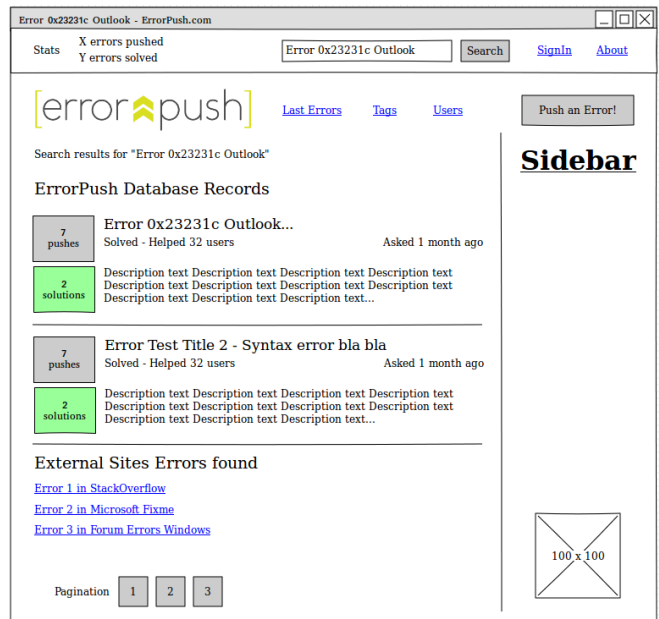 Error 0x23231c Outlook - ErrorPush.com
Stats
X errors pushed
Y errors solved
Error 0x23231c Outlook
Search
SignIn
About
[error push]
Last Errors
Tags
Users
Push an Error!
Search results for "Error 0x23231c Outlook"
Sidebar
ErrorPush Database Records
7
pushes
Error 0x23231c Outlook...
Solved - Helped 32 users
Asked 1 month ago
2
solutions
Description text Description text Description text Description text
Description text Description text Description text Description text
Description text Description text Description text...
7
pushes
Error Test Title 2 - Syntax error bla bla
Solved - Helped 32 users
Asked 1 month ago
2
solutions
Description text Description text Description text Description text
Description text Description text Description text Description text
Description text Description text Description text...
External Sites Errors found
Error 1 in StackOverflow
Error 2 in Microsoft Fixme
Error 3 in Forum Errors Windows
100 x 100
Pagination
1
2
3